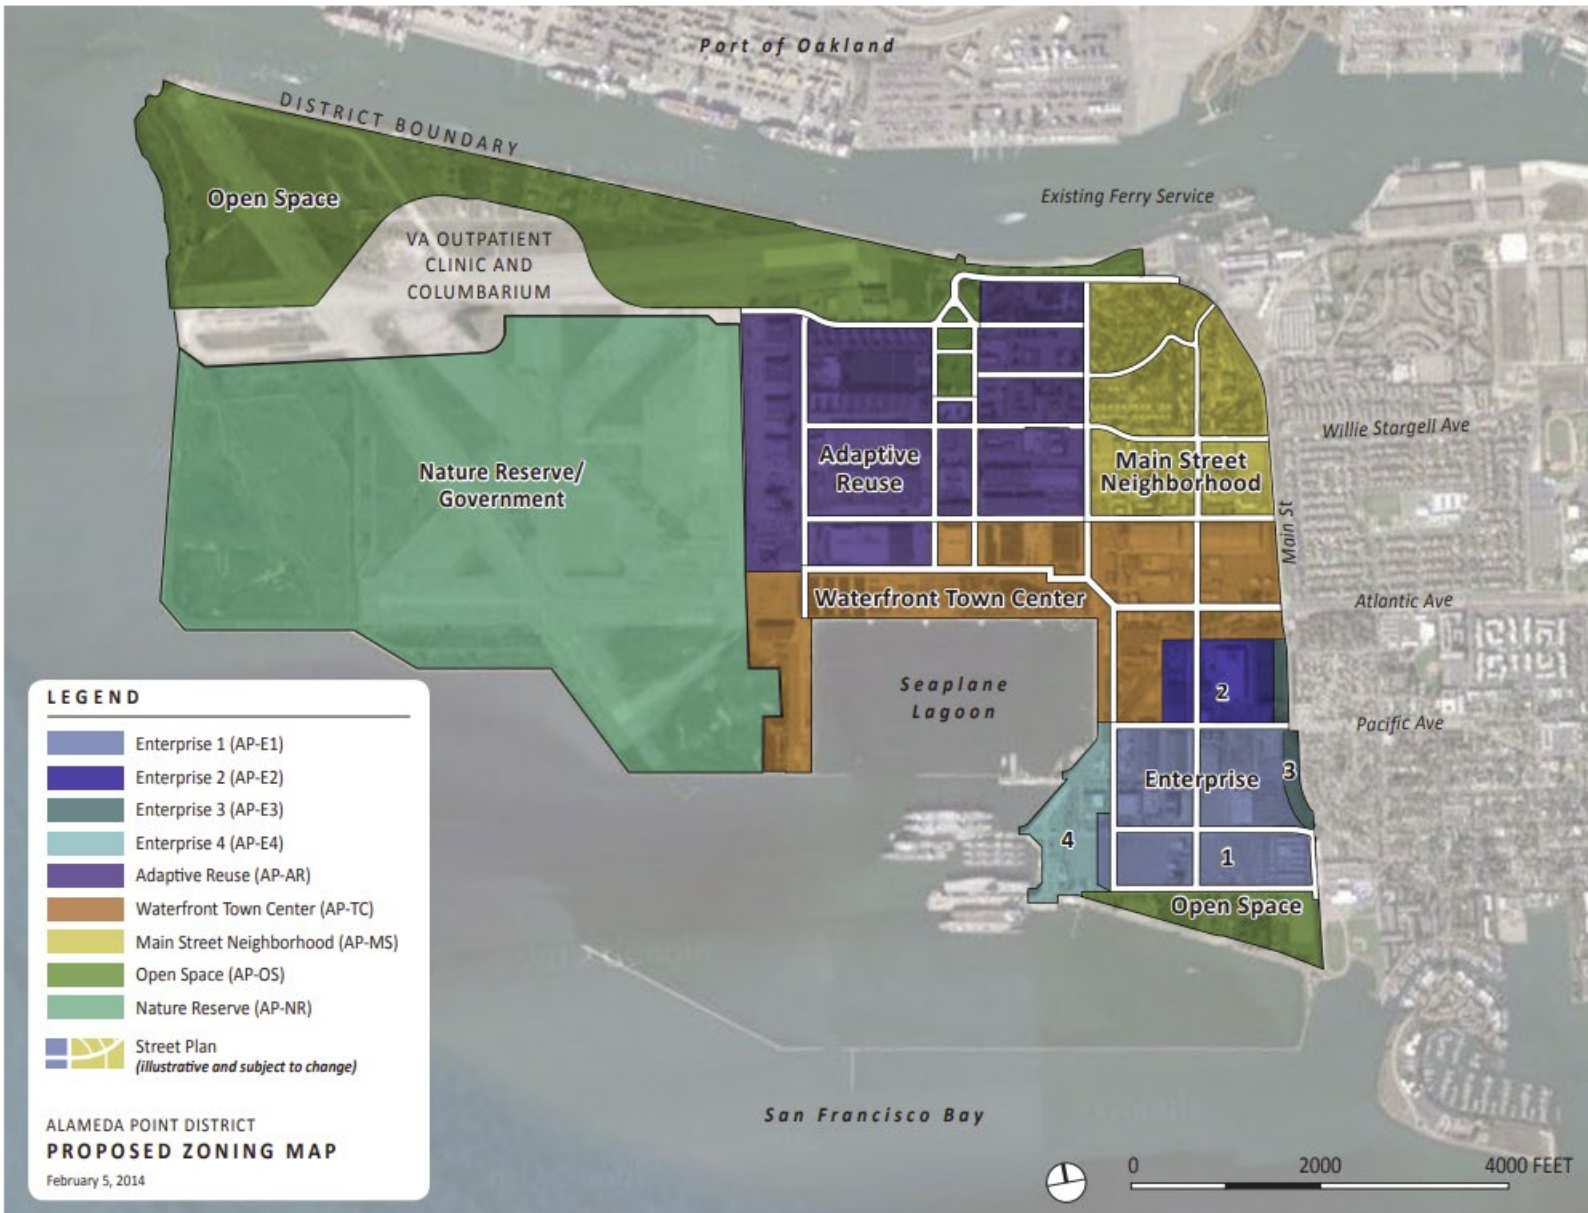 Port of Oakland
DISTRICT BOUNDARY
Existing Ferry Service
Open Space
VA OUTPATIENT
CLINIC AND
COLUMBARIUM
Willie Stargell Ave
Nature Reserve/
Government
Adaptive
Reuse
Main Street
Neighborhood
Main St
Waterfront Town Center
Atlantic Ave
Seaplane
Lagoon
2
Pacific Ave
Enterprise
3
4
1
Open Space
LEGEND
Enterprise 1 (AP-E1)
Enterprise 2 (AP-E2)
Enterprise 3 (AP-E3)
Enterprise 4 (AP-E4)
Adaptive Reuse (AP-AR)
Waterfront Town Center (AP-TC)
Main Street Neighborhood (AP-MS)
Open Space (AP-OS)
Nature Reserve (AP-NR)
Street Plan
(illustrative and subject to change)
ALAMEDA POINT DISTRICT
PROPOSED ZONING MAP
February 5, 2014
San Francisco Bay
0 2000 4000 FEET